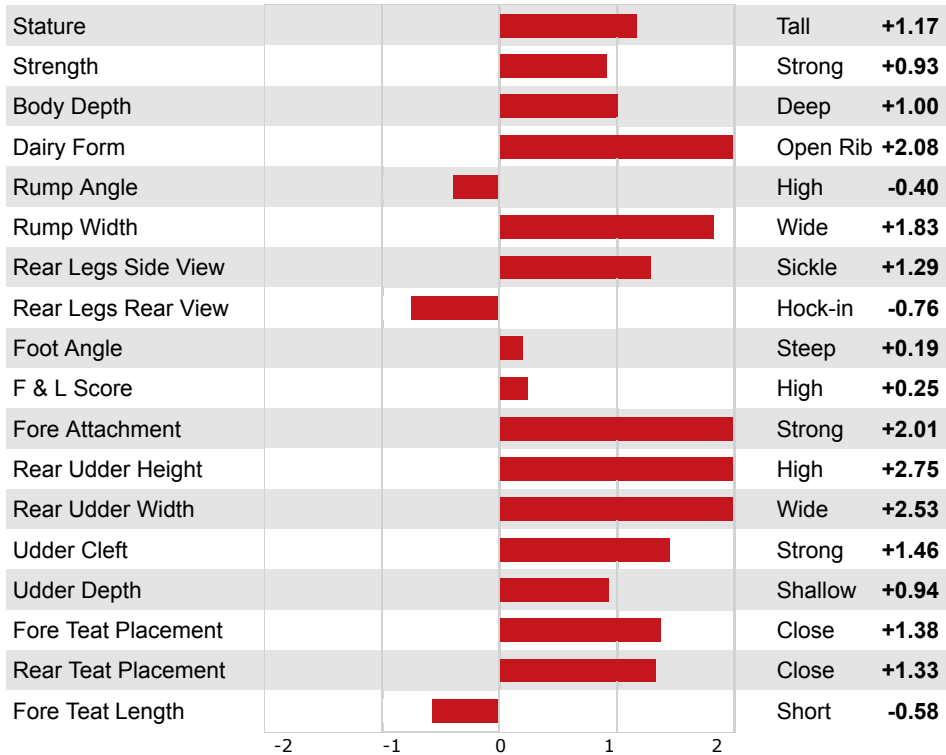 Stature Tall +1.17
Strength Strong +0.93
Body Depth Deep +1.00
Dairy Form Open Rib +2.08
Rump Angle High -0.40
Rump Width Wide +1.83
Rear Legs Side View Sickle +1.29
Rear Legs Rear View Hock-in -0.76
Foot Angle Steep +0.19
F & L Score High +0.25
Fore Attachment Strong +2.01
Rear Udder Height High +2.75
Rear Udder Width Wide +2.53
Udder Cleft Strong +1.46
Udder Depth Shallow +0.94
Fore Teat Placement Close +1.38
Rear Teat Placement Close +1.33
Fore Teat Length Short -0.58
-2 -1 0 1 2